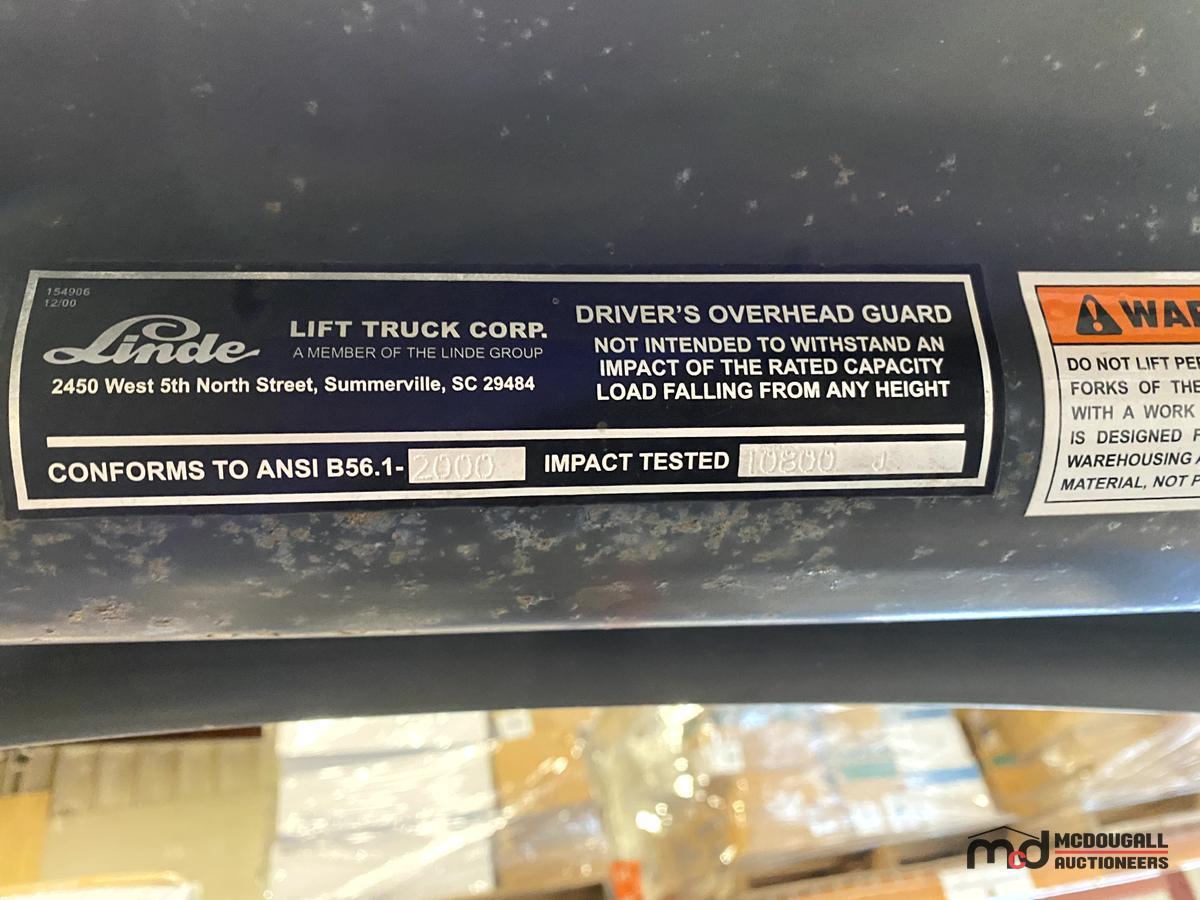 154906
12/00
Linde
LIFT TRUCK CORP.
A MEMBER OF THE LINDE GROUP
2450 West 5th North Street, Summerville, SC 29484
DRIVER'S OVERHEAD GUARD
NOT INTENDED TO WITHSTAND AN
IMPACT OF THE RATED CAPACITY
LOAD FALLING FROM ANY HEIGHT
CONFORMS TO ANSI B56.1-2000 IMPACT TESTED 10800 J
WAR
DO NOT LIFT PE
FORKS OF THE
WITH A WORK
IS DESIGNED F
WAREHOUSING A
MATERIAL, NOT P
mcd MCDOUGALL
AUCTIONEERS